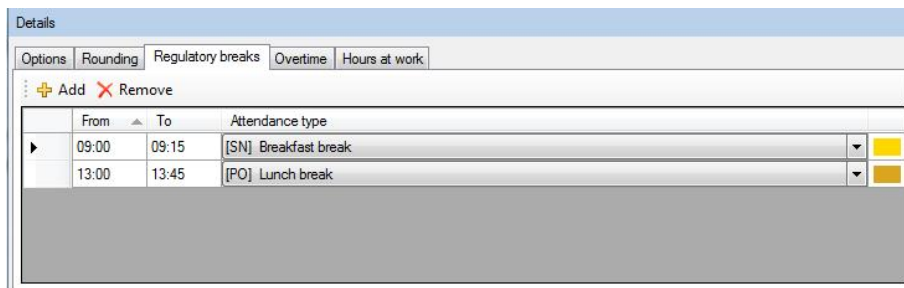 Details
Options Rounding Regulatory breaks Overtime Hours at work
Add Remove
From To Attendance type
09:00 09:15 [SN] Breakfast break
13:00 13:45 [PO] Lunch break